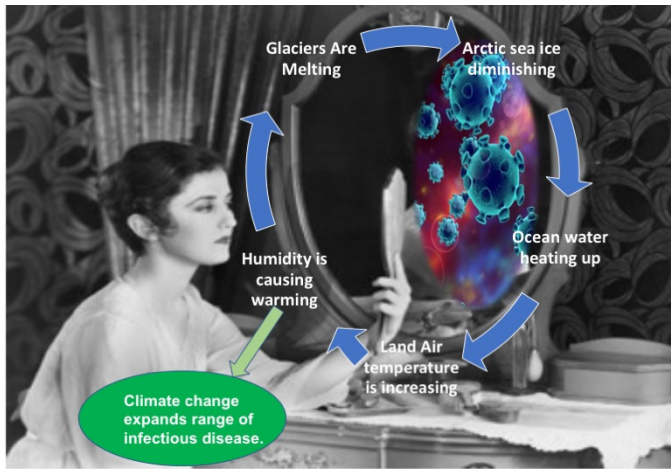 Glaciers Are
Melting
Arctic sea ice
diminishing
Ocean water
heating up
Land Air
temperature
is increasing
Humidity is
causing
warming
Climate change
expands range of
infectious disease.